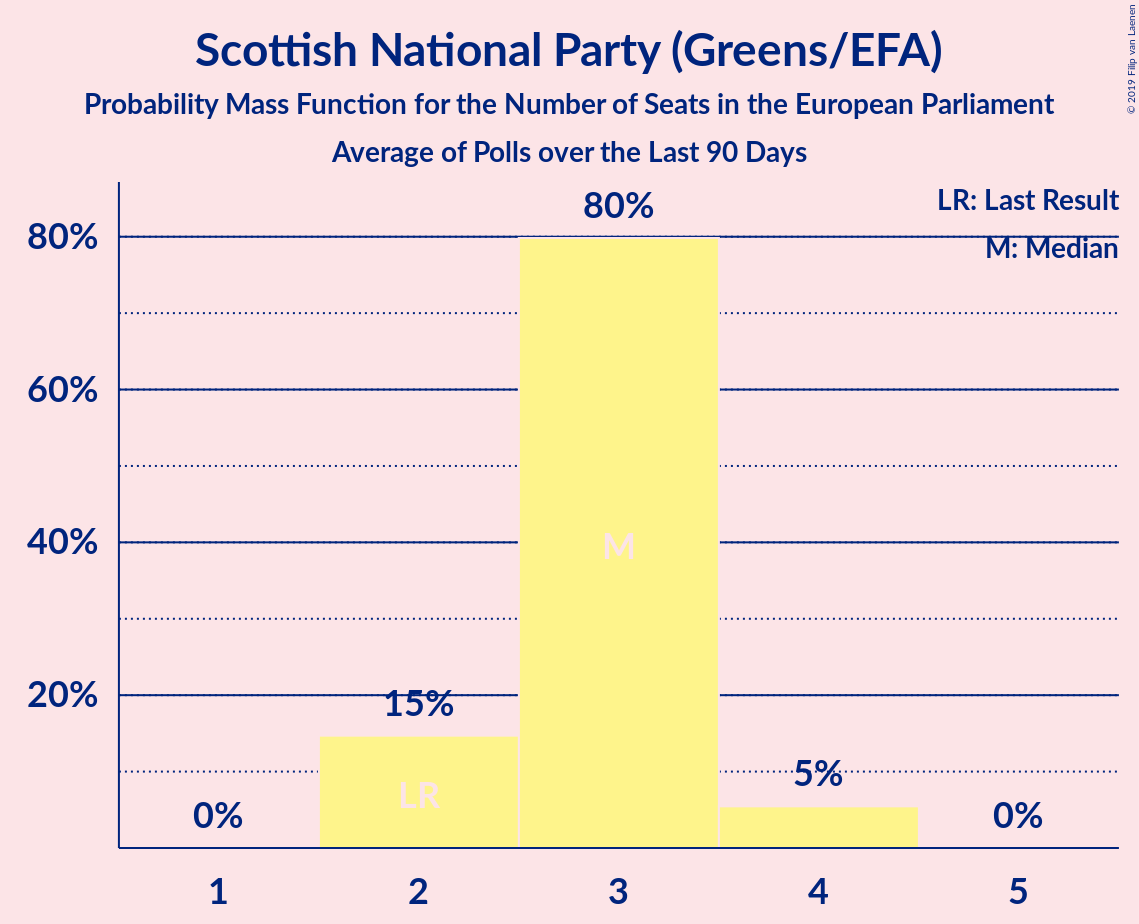 Scottish National Party (Greens/EFA)
Probability Mass Function for the Number of Seats in the European Parliament
Average of Polls over the Last 90 Days
© 2019 Filip van Laenen
LR: Last Result
M: Median
80%
60%
40%
20%
0%
15%
LR
80%
M
5%
0%
1 2 3 4 5